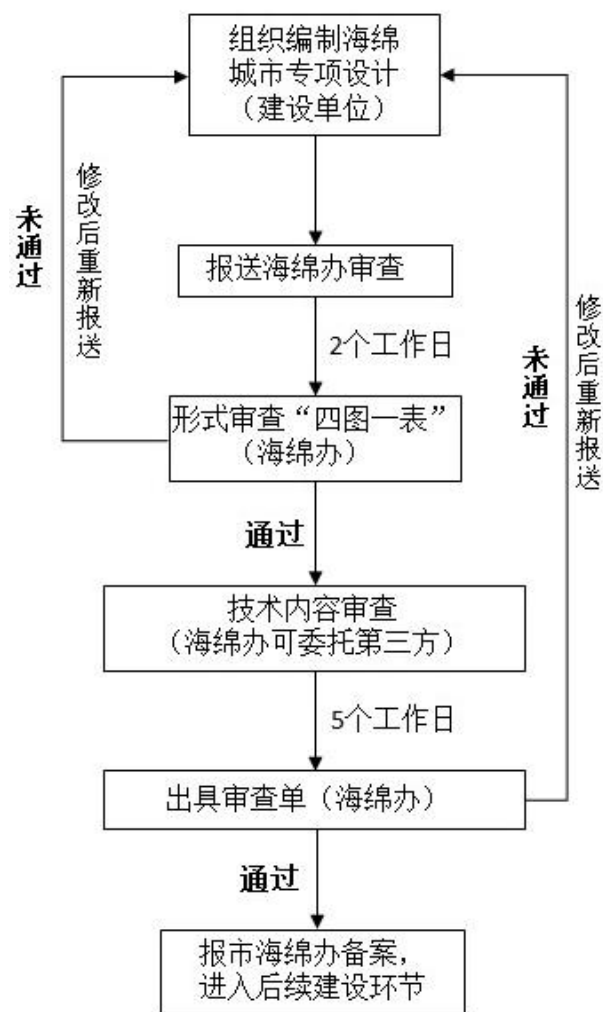 组织编制海绵
城市专项设计
（建设单位）
未通过
修改后重新报送
报送海绵办审查
2个工作日
形式审查“四图一表”
（海绵办）
通过
技术内容审查
（海绵办可委托第三方）
5个工作日
未通过
修改后重新报送
出具审查单（海绵办）
通过
报市海绵办备案，
进入后续建设环节